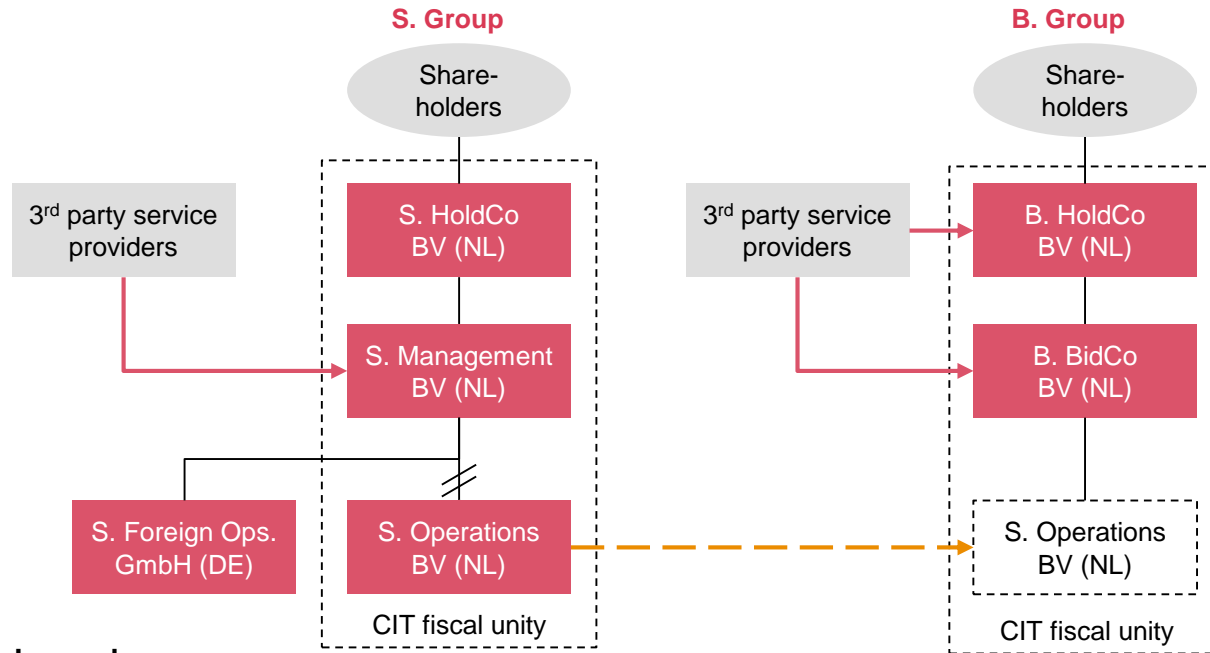 S. Group
Share-
holders
3rd party service
providers
S. HoldCo
BV (NL)
S. Management
BV (NL)
S. Foreign Ops.
GmbH (DE)
S. Operations
BV (NL)
CIT fiscal unity
B. Group
Share-
holders
3rd party service
providers
B. HoldCo
BV (NL)
B. BidCo
BV (NL)
S. Operations
BV (NL)
CIT fiscal unity